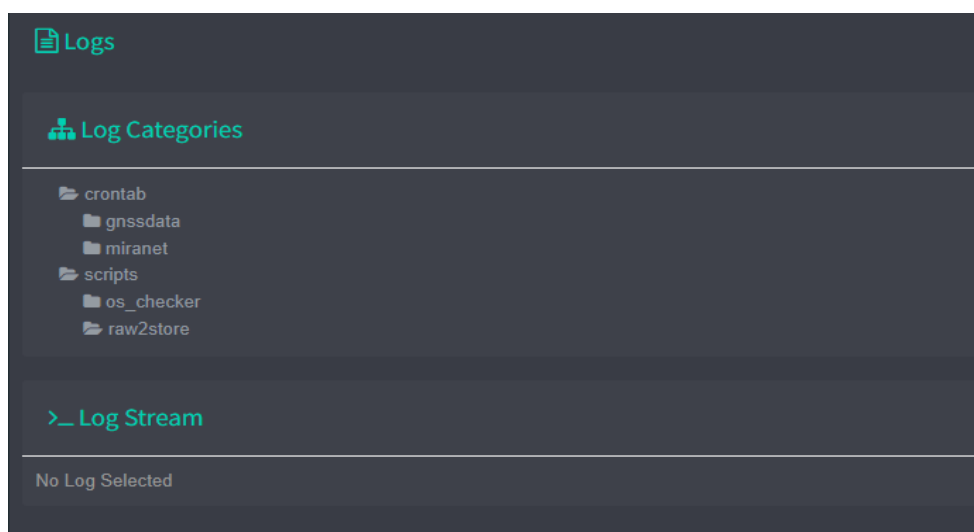 Logs
Log Categories
crontab
gnssdata
miranet
scripts
os_checker
raw2store
>_ Log Stream
No Log Selected